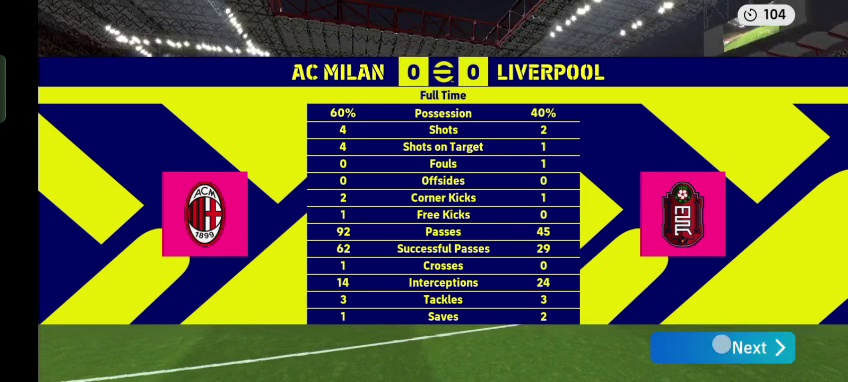 104
AC MILAN 0 0 LIVERPOOL
Full Time
60% Possession 40%
4 Shots 2
4 Shots on Target 1
0 Fouls 1
0 Offsides 0
2 Corner Kicks 1
1 Free Kicks 0
92 Passes 45
62 Successful Passes 29
1 Crosses 0
14 Interceptions 24
3 Tackles 3
1 Saves 2
ACM
1899
Next